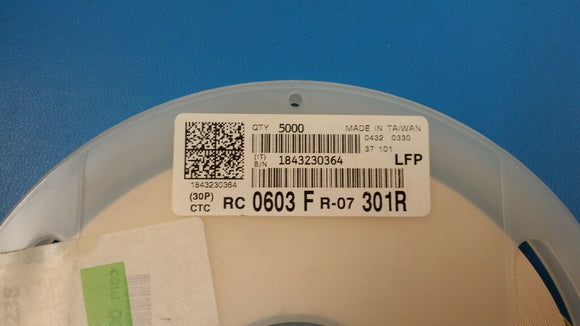 QTY 5000 MADE IN TAIWAN
0432 0330
37 101
(1T)
B/N 1843230364 LFP
1843230364
(30P)
CTC RC 0603 F R-07 301R